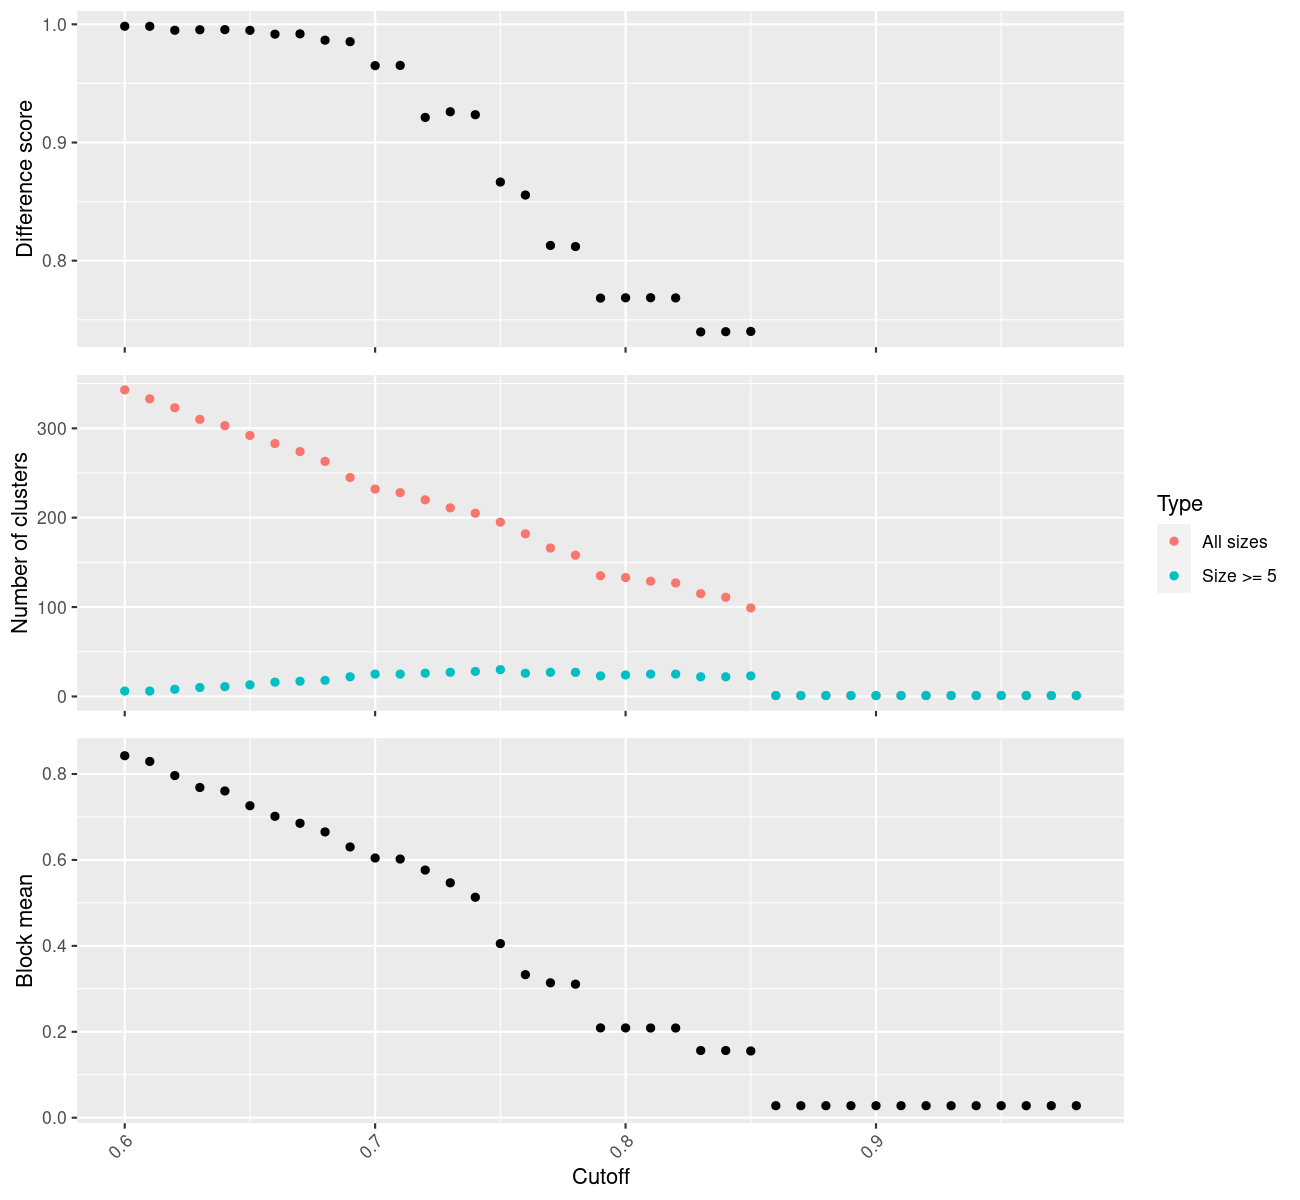 1.0
0.9
0.8
Difference score
300
200
100
0
Number of clusters
Type
All sizes
Size >= 5
0.8
0.6
0.4
0.2
0.0
Block mean
0.6
0.7
0.8
0.9
Cutoff